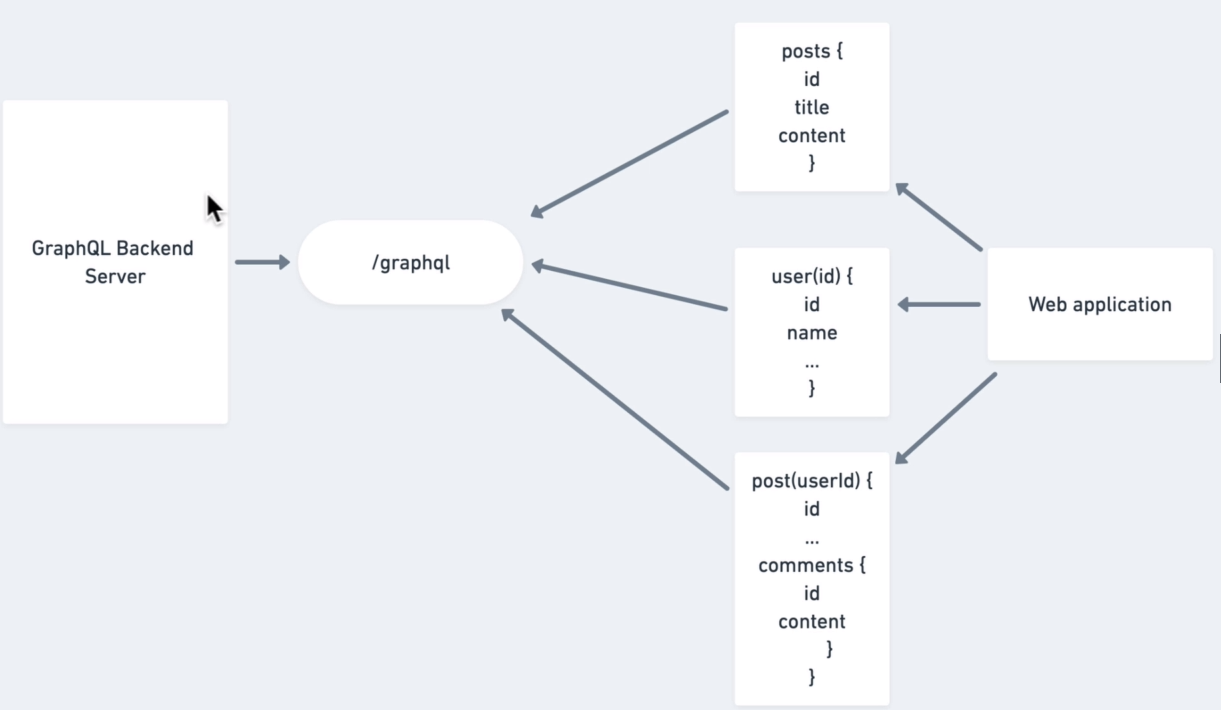 GraphQL Backend
Server
/graphql
posts {
id
title
content
}
user(id) {
id
name
...
}
post(userId) {
id
...
comments {
id
content
}
}
Web application